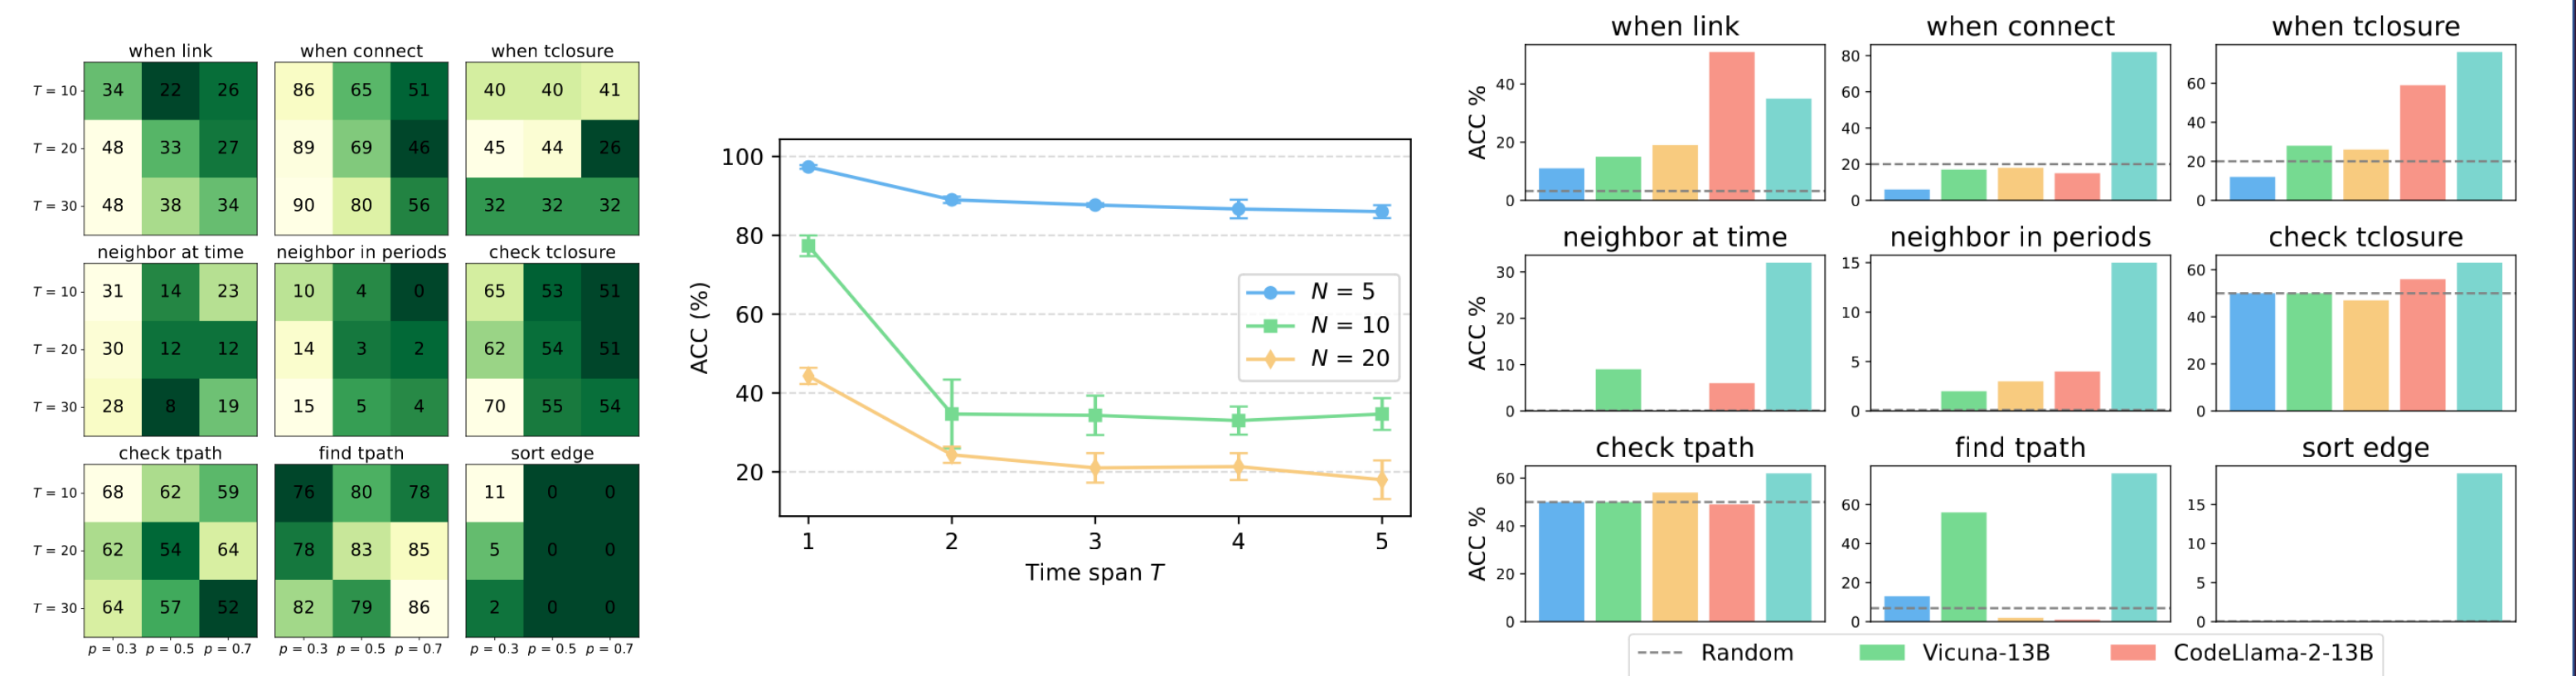 when link when connect when tclosure
T = 10 34 22 26 86 65 51 40 40 41
T = 20 48 33 27 89 69 46 45 44 26
T = 30 48 38 34 90 80 56 32 32 32
neighbor at time neighbor in periods check tclosure
T = 10 31 14 23 10 4 0 65 53 51
T = 20 30 12 12 14 3 2 62 54 51
T = 30 28 8 19 15 5 4 70 55 54
check tpath find tpath sort edge
T = 10 68 62 59 76 80 78 11 0 0
T = 20 62 54 64 78 83 85 5 0 0
T = 30 64 57 52 82 79 86 2 0 0
p = 0.3 p = 0.5 p = 0.7 p = 0.3 p = 0.5 p = 0.7 p = 0.3 p = 0.5 p = 0.7
ACC (%)
100
80
60
40
20
N = 5
N = 10
N = 20
1 2 3 4 5
Time span T
when link
ACC %
40
20
0
when connect
80
60
40
20
0
when tclosure
60
40
20
0
neighbor at time
ACC %
30
20
10
0
neighbor in periods
15
10
5
0
check tclosure
60
40
20
0
check tpath
ACC %
60
40
20
0
find tpath
60
40
20
0
sort edge
15
10
5
0
Random Vicuna-13B CodeLlama-2-13B